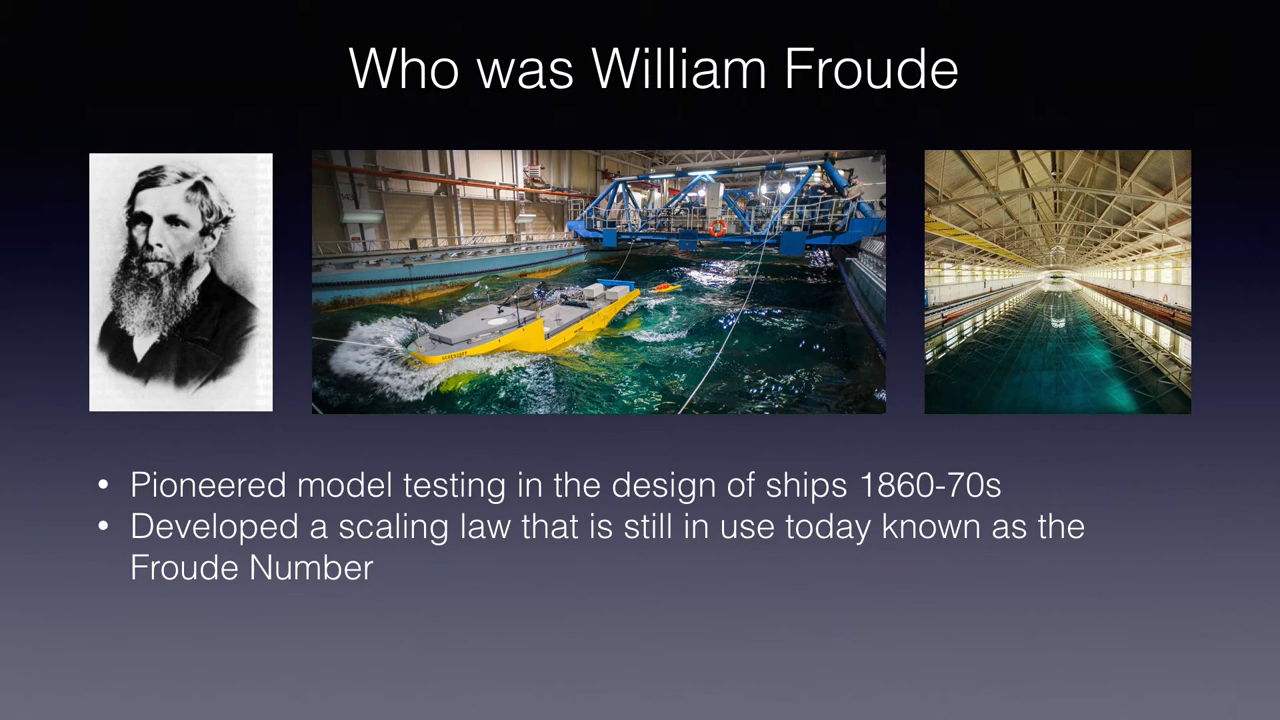 Who was William Froude
• Pioneered model testing in the design of ships 1860-70s
• Developed a scaling law that is still in use today known as the
Froude Number